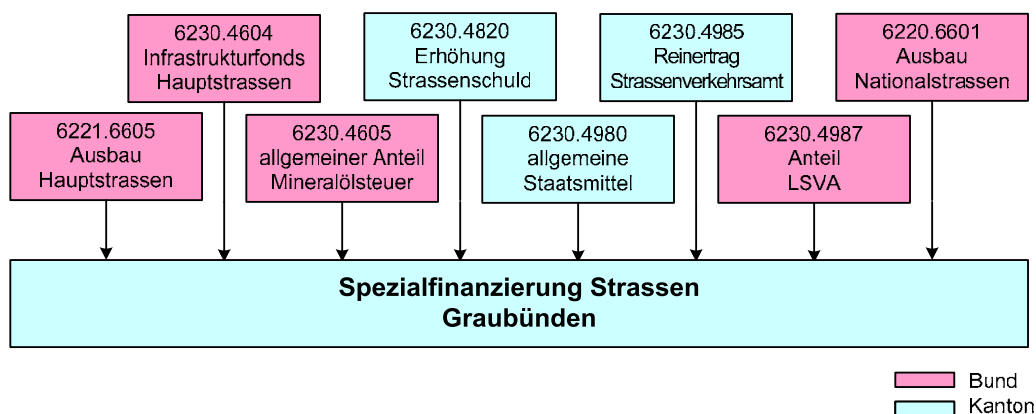 6230.4604
Infrastrukturfonds
Hauptstrassen
6230.4820
Erhöhung
Strassenschuld
6230.4985
Reinertrag
Strassenverkehrsamt
6220.6601
Ausbau
Nationalstrassen
6221.6605
Ausbau
Hauptstrassen
6230.4605
allgemeiner Anteil
Mineralölsteuer
6230.4980
allgemeine
Staatsmittel
6230.4987
Anteil
LSVA
Spezialfinanzierung Strassen
Graubünden
Bund
Kanton